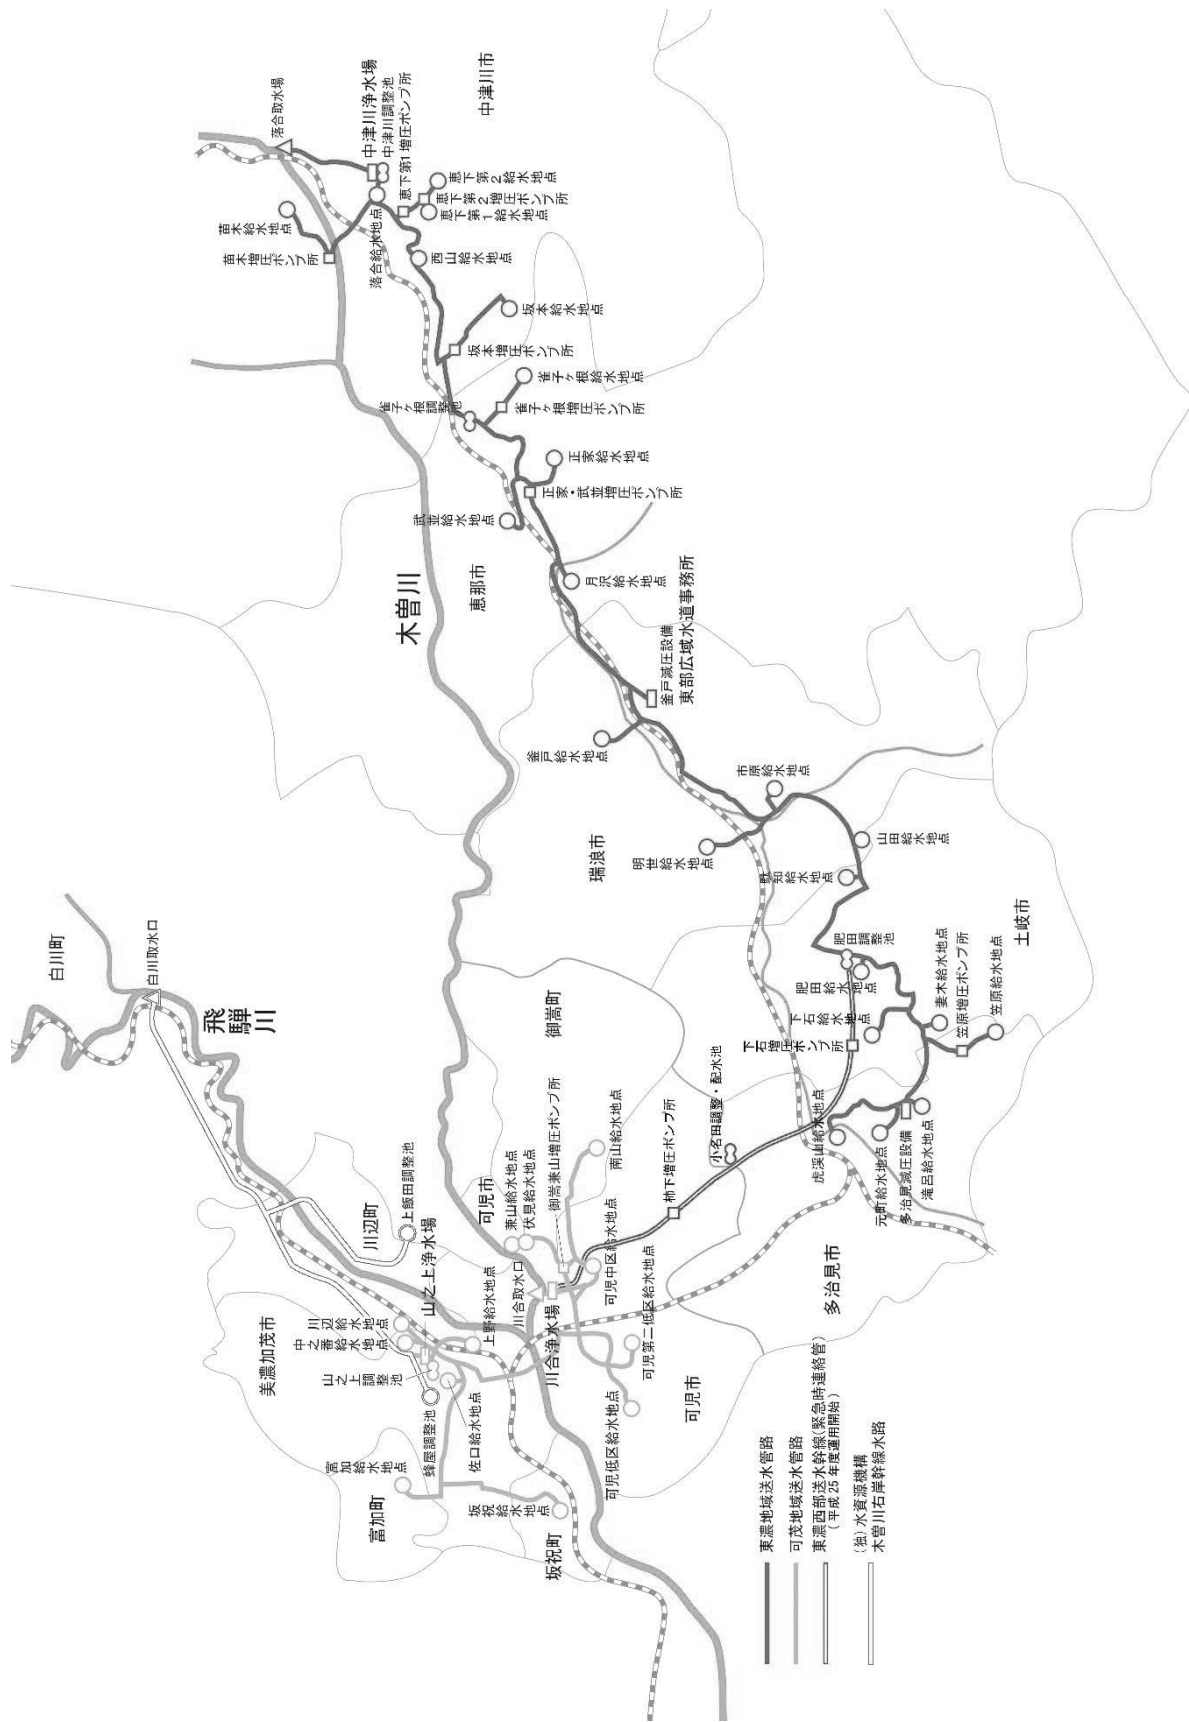 白川町
白川取水口
飛騨川
川辺町
上飯田調整池
山之上浄水場
美濃加茂市
川辺給水地点
中之番給水地点
山之上調整池
蜂屋調整池
佐口給水地点
上野給水地点
富加町
富加給水地点
坂祝給水地点
坂祝町
可児市
兼山給水地点
伏見給水地点
御嵩兼山増圧ポンプ所
川合取水口
川合浄水場
可児中区給水地点
可児第二低区給水地点
可児低区給水地点
南山給水地点
御嵩町
可児市
柿下増圧ポンプ所
小名田調整・配水池
多治見市
虎渓山給水地点
元町給水地点
多治見減圧設備
滝呂給水地点
下石増圧ポンプ所
下石給水地点
肥田給水地点
肥田調整池
妻木給水地点
笠原増圧ポンプ所
笠原給水地点
土岐市
駄知給水地点
山田給水地点
市原給水地点
明世給水地点
瑞浪市
釜戸給水地点
釜戸減圧設備
東部広域水道事務所
月沢給水地点
木曽川
恵那市
武並給水地点
正家・武並増圧ポンプ所
正家給水地点
雀子ヶ根調整池
雀子ヶ根増圧ポンプ所
雀子ヶ根給水地点
坂本増圧ポンプ所
坂本給水地点
西山給水地点
落合給水地点
苗木増圧ポンプ所
苗木給水地点
恵下第1給水地点
恵下第2増圧ポンプ所
恵下第2給水地点
恵下第1増圧ポンプ所
中津川調整池
中津川浄水場
落合取水場
中津川市
東濃地域送水管路
可茂地域送水管路
東濃西部送水幹線(緊急時連絡管)
(平成25年度運用開始)
(独)水資源機構
木曽川右岸幹線水路